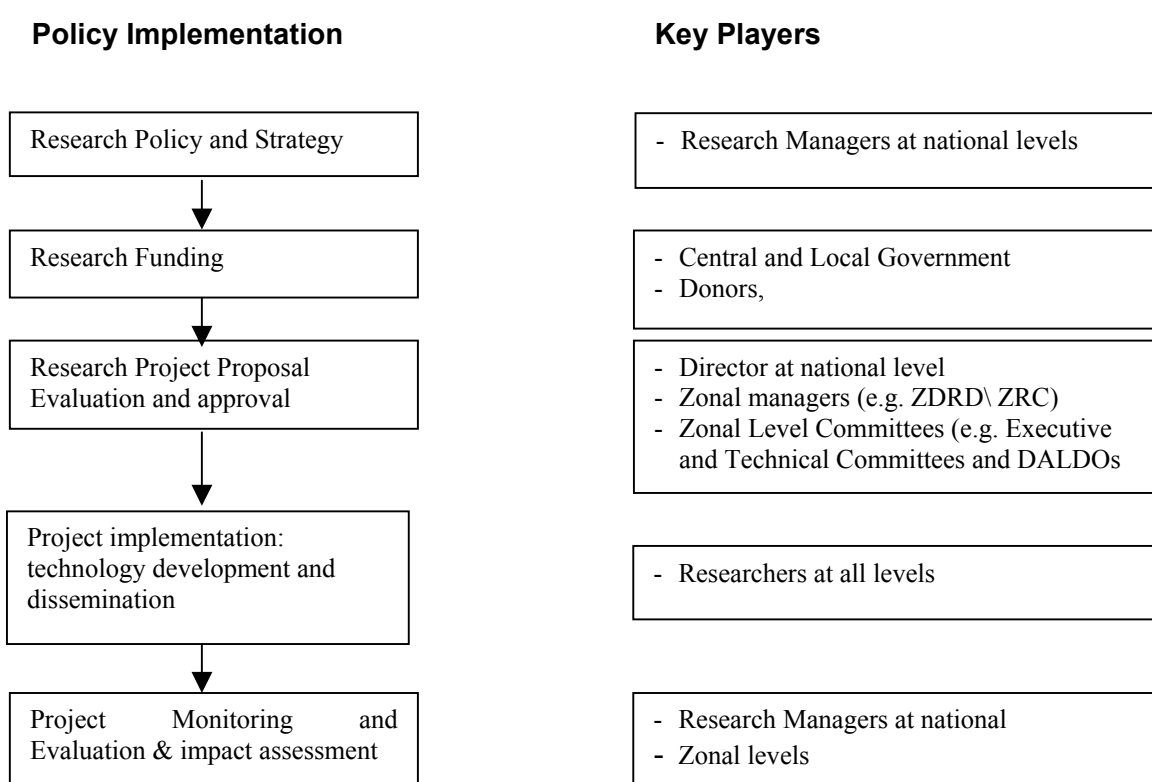 Policy Implementation
Key Players
Research Policy and Strategy
- Research Managers at national levels
Research Funding
- Central and Local Government
- Donors,
Research Project Proposal
Evaluation and approval
- Director at national level
- Zonal managers (e.g. ZDRD\ ZRC)
- Zonal Level Committees (e.g. Executive
and Technical Committees and DALDOs
Project implementation:
technology development and
dissemination
- Researchers at all levels
Project Monitoring and
Evaluation & impact assessment
- Research Managers at national
- Zonal levels